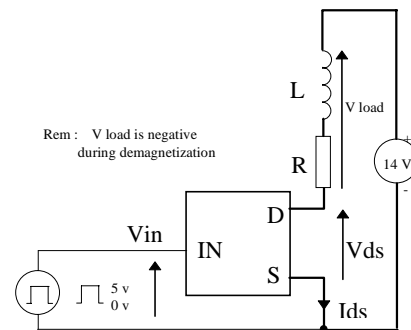 L
V load
Rem : V load is negative
during demagnetization
+
14 V
-
R
D
Vin
IN
Vds
S
5 v
0 v
Ids